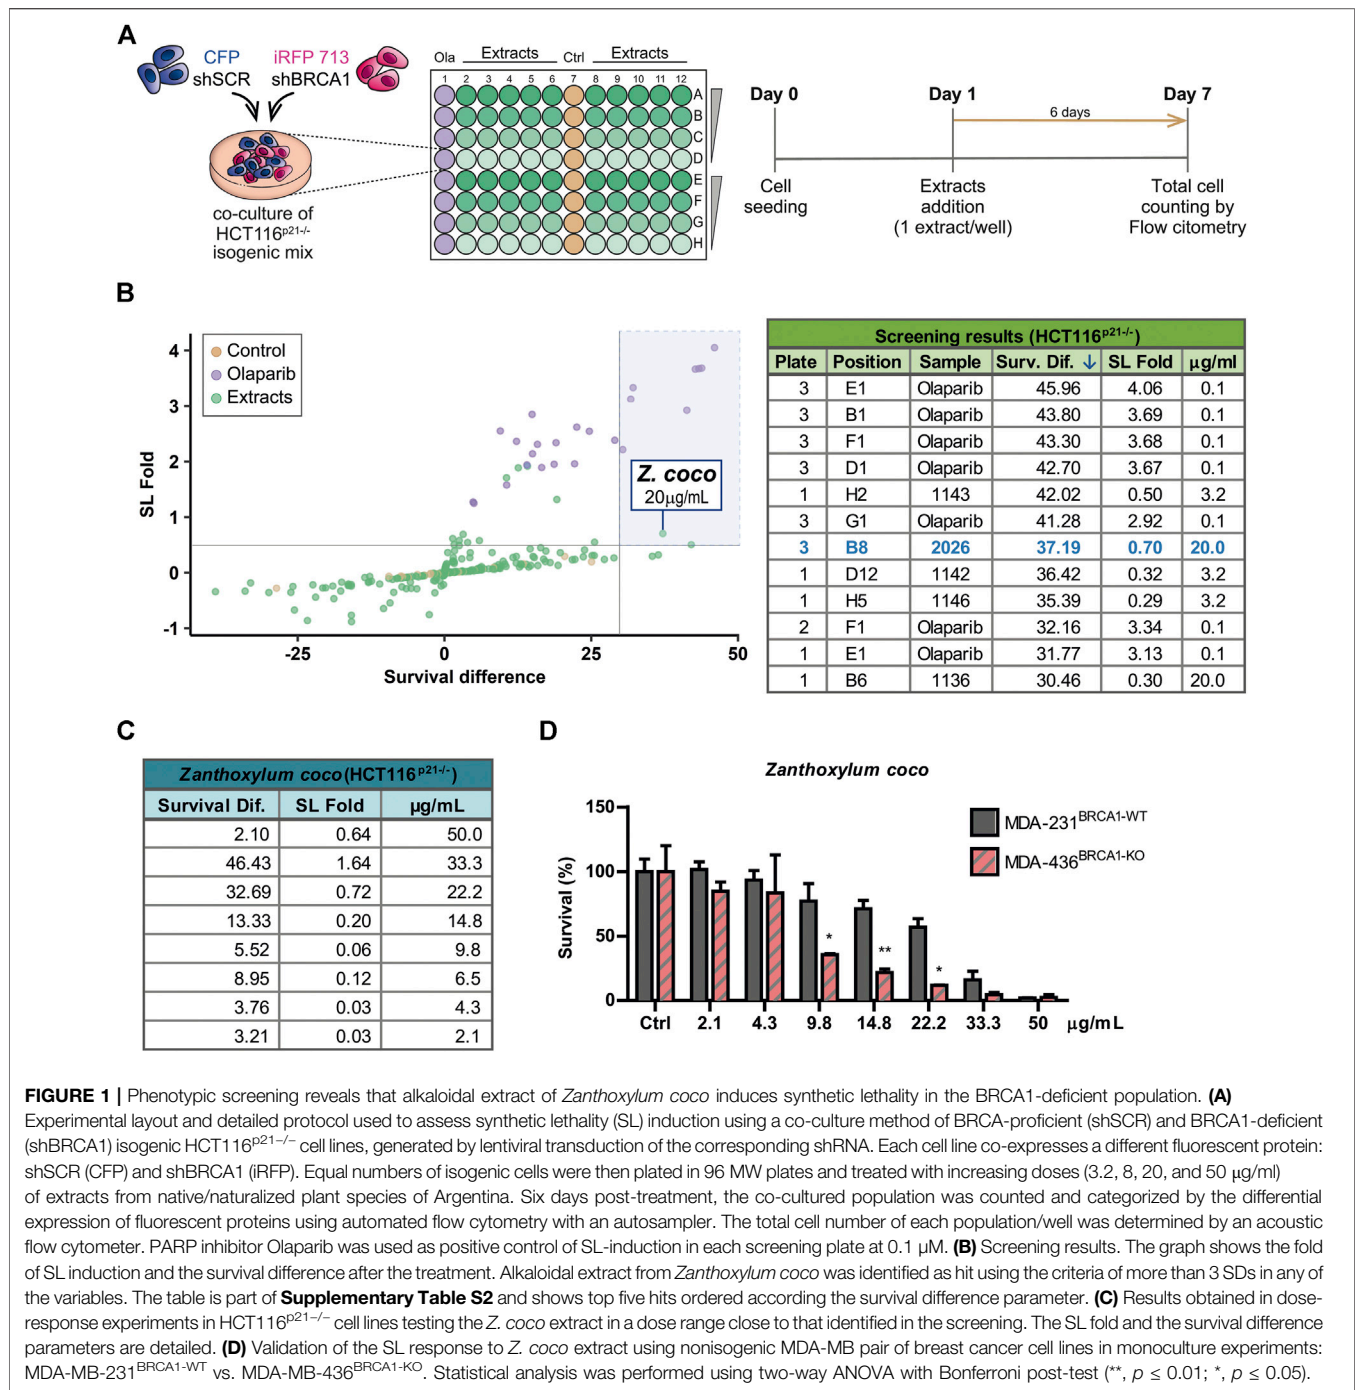 A
CFP iRFP 713
shSCR shBRCA1
co-culture of
HCT116p21-/-
isogenic mix
Ola Extracts Ctrl Extracts
1 2 3 4 5 6 7 8 9 10 11 12
A
B
C
D
E
F
G
H
Day 0 Day 1 Day 7
6 days
Cell
seeding
Extracts
addition
(1 extract/well)
Total cell
counting by
Flow citometry
B
Control
Olaparib
Extracts
SL Fold
4
3
2
1
0
-1
-25 0 25 50
Survival difference
Z. coco
20µg/mL
Screening results (HCT116p21-/-)
Plate Position Sample Surv. Dif. ↓ SL Fold µg/ml
3 E1 Olaparib 45.96 4.06 0.1
3 B1 Olaparib 43.80 3.69 0.1
3 F1 Olaparib 43.30 3.68 0.1
3 D1 Olaparib 42.70 3.67 0.1
1 H2 1143 42.02 0.50 3.2
3 G1 Olaparib 41.28 2.92 0.1
3 B8 2026 37.19 0.70 20.0
1 D12 1142 36.42 0.32 3.2
1 H5 1146 35.39 0.29 3.2
2 F1 Olaparib 32.16 3.34 0.1
1 E1 Olaparib 31.77 3.13 0.1
1 B6 1136 30.46 0.30 20.0
C
Zanthoxylum coco(HCT116p21-/-)
Survival Dif. SL Fold µg/mL
2.10 0.64 50.0
46.43 1.64 33.3
32.69 0.72 22.2
13.33 0.20 14.8
5.52 0.06 9.8
8.95 0.12 6.5
3.76 0.03 4.3
3.21 0.03 2.1
D
Zanthoxylum coco
MDA-231BRCA1-WT
MDA-436BRCA1-KO
Survival (%)
150
100
50
0
* ** *
Ctrl 2.1 4.3 9.8 14.8 22.2 33.3 50 µg/mL
FIGURE 1 | Phenotypic screening reveals that alkaloidal extract of Zanthoxylum coco induces synthetic lethality in the BRCA1-deficient population. (A)
Experimental layout and detailed protocol used to assess synthetic lethality (SL) induction using a co-culture method of BRCA-proficient (shSCR) and BRCA1-deficient
(shBRCA1) isogenic HCT116p21−/− cell lines, generated by lentiviral transduction of the corresponding shRNA. Each cell line co-expresses a different fluorescent protein:
shSCR (CFP) and shBRCA1 (iRFP). Equal numbers of isogenic cells were then plated in 96 MW plates and treated with increasing doses (3.2, 8, 20, and 50 µg/ml)
of extracts from native/naturalized plant species of Argentina. Six days post-treatment, the co-cultured population was counted and categorized by the differential
expression of fluorescent proteins using automated flow cytometry with an autosampler. The total cell number of each population/well was determined by an acoustic
flow cytometer. PARP inhibitor Olaparib was used as positive control of SL-induction in each screening plate at 0.1 µM. (B) Screening results. The graph shows the fold
of SL induction and the survival difference after the treatment. Alkaloidal extract from Zanthoxylum coco was identified as hit using the criteria of more than 3 SDs in any of
the variables. The table is part of Supplementary Table S2 and shows top five hits ordered according the survival difference parameter. (C) Results obtained in dose-
response experiments in HCT116p21−/− cell lines testing the Z. coco extract in a dose range close to that identified in the screening. The SL fold and the survival difference
parameters are detailed. (D) Validation of the SL response to Z. coco extract using nonisogenic MDA-MB pair of breast cancer cell lines in monoculture experiments:
MDA-MB-231BRCA1-WT vs. MDA-MB-436BRCA1-KO. Statistical analysis was performed using two-way ANOVA with Bonferroni post-test (**, p ≤ 0.01; *, p ≤ 0.05).